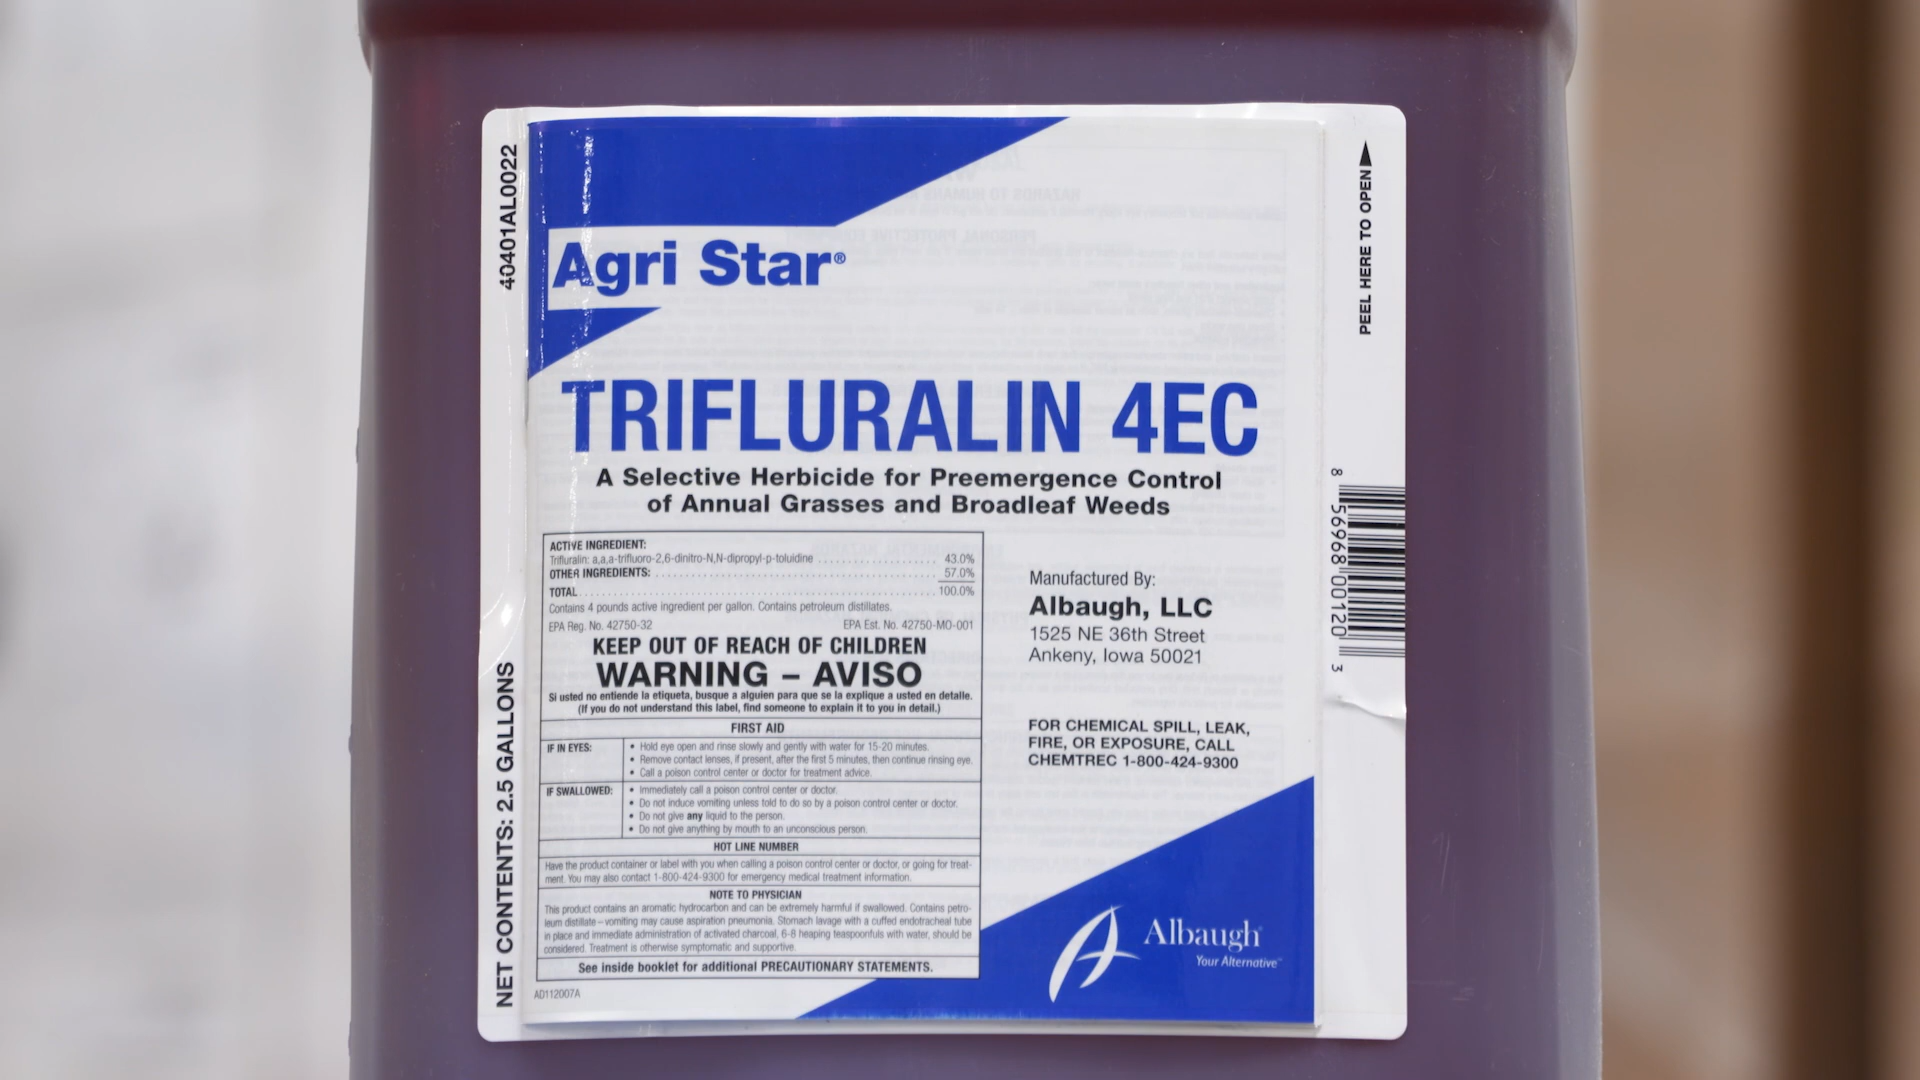 40401AL0022
NET CONTENTS: 2.5 GALLONS
Agri Star®
TRIFLURALIN 4EC
A Selective Herbicide for Preemergence Control
of Annual Grasses and Broadleaf Weeds
ACTIVE INGREDIENT:
Trifluralin: a,a,a-trifluoro-2,6-dinitro-N,N-dipropyl-p-toluidine .................... 43.0%
OTHER INGREDIENTS: .................... 57.0%
TOTAL .................... 100.0%
Contains 4 pounds active ingredient per gallon. Contains petroleum distillates.
EPA Reg. No. 42750-32 EPA Est. No. 42750-MO-001
KEEP OUT OF REACH OF CHILDREN
WARNING – AVISO
Si usted no entiende la etiqueta, busque a alguien para que se la explique a usted en detalle.
(If you do not understand this label, find someone to explain it to you in detail.)
FIRST AID
IF IN EYES:
• Hold eye open and rinse slowly and gently with water for 15-20 minutes.
• Remove contact lenses, if present, after the first 5 minutes, then continue rinsing eye.
• Call a poison control center or doctor for treatment advice.
IF SWALLOWED:
• Immediately call a poison control center or doctor.
• Do not induce vomiting unless told to do so by a poison control center or doctor.
• Do not give any liquid to the person.
• Do not give anything by mouth to an unconscious person.
HOT LINE NUMBER
Have the product container or label with you when calling a poison control center or doctor, or going for treat-
ment. You may also contact 1-800-424-9300 for emergency medical treatment information.
NOTE TO PHYSICIAN
This product contains an aromatic hydrocarbon and can be extremely harmful if swallowed. Contains petro-
leum distillate – vomiting may cause aspiration pneumonia. Stomach lavage with a cuffed endotracheal tube
in place and immediate administration of activated charcoal, 6-8 heaping teaspoonfuls with water, should be
considered. Treatment is otherwise symptomatic and supportive.
See inside booklet for additional PRECAUTIONARY STATEMENTS.
AD112007A
Manufactured By:
Albaugh, LLC
1525 NE 36th Street
Ankeny, Iowa 50021
FOR CHEMICAL SPILL, LEAK,
FIRE, OR EXPOSURE, CALL
CHEMTREC 1-800-424-9300
Albaugh
Your Alternative™
PEEL HERE TO OPEN
8 56968 00120 3